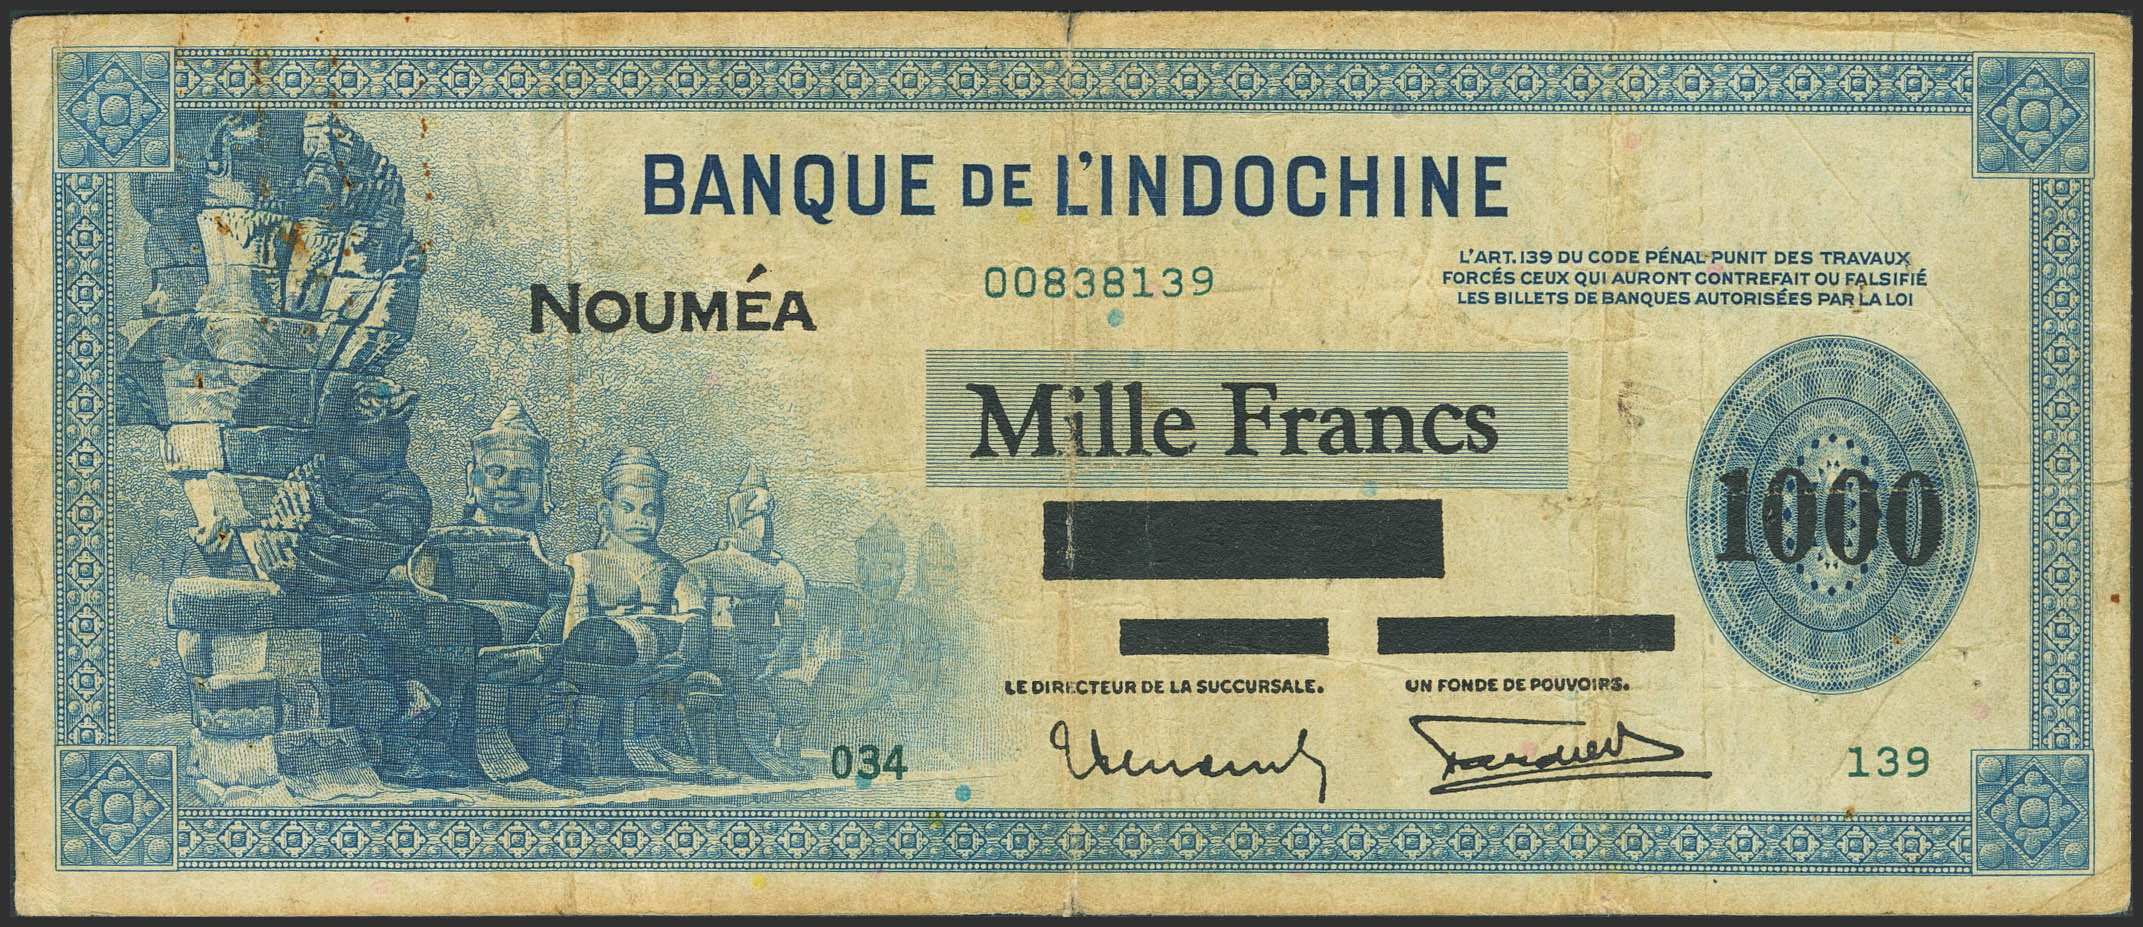 BANQUE DE L'INDOCHINE
L'ART.139 DU CODE PÉNAL PUNIT DES TRAVAUX
FORCÉS CEUX QUI AURONT CONTREFAIT OU FALSIFIÉ
LES BILLETS DE BANQUES AUTORISÉES PAR LA LOI
00838139
NOUMÉA
Mille Francs
1000
LE DIRECTEUR DE LA SUCCURSALE.
UN FONDE DE POUVOIRS.
034
139